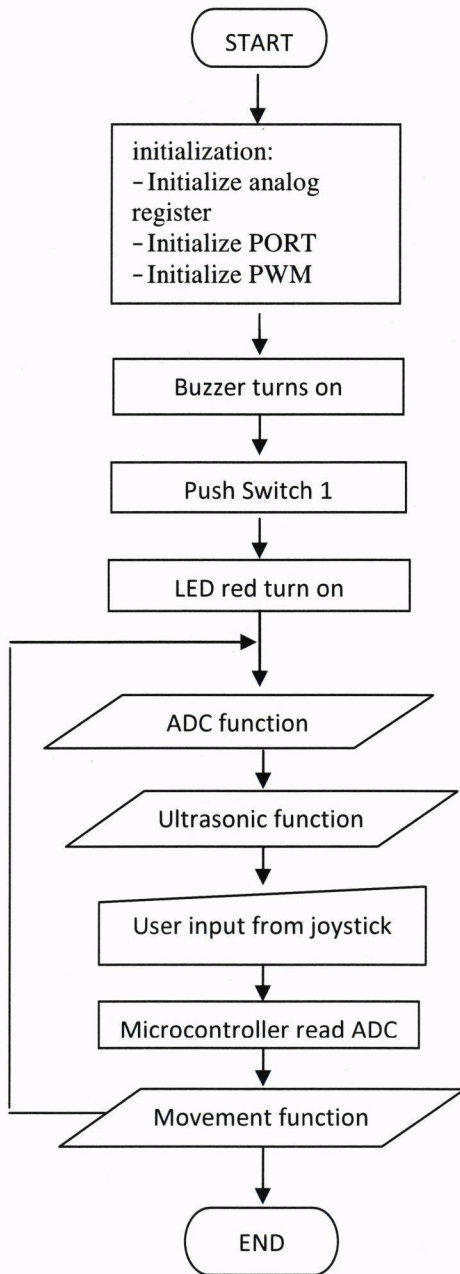 START
initialization:
-Initialize analog
register
-Initialize PORT
-Initialize PWM
Buzzer turns on
Push Switch 1
LED red turn on
ADC function
Ultrasonic function
User input from joystick
Microcontroller read ADC
Movement function
END